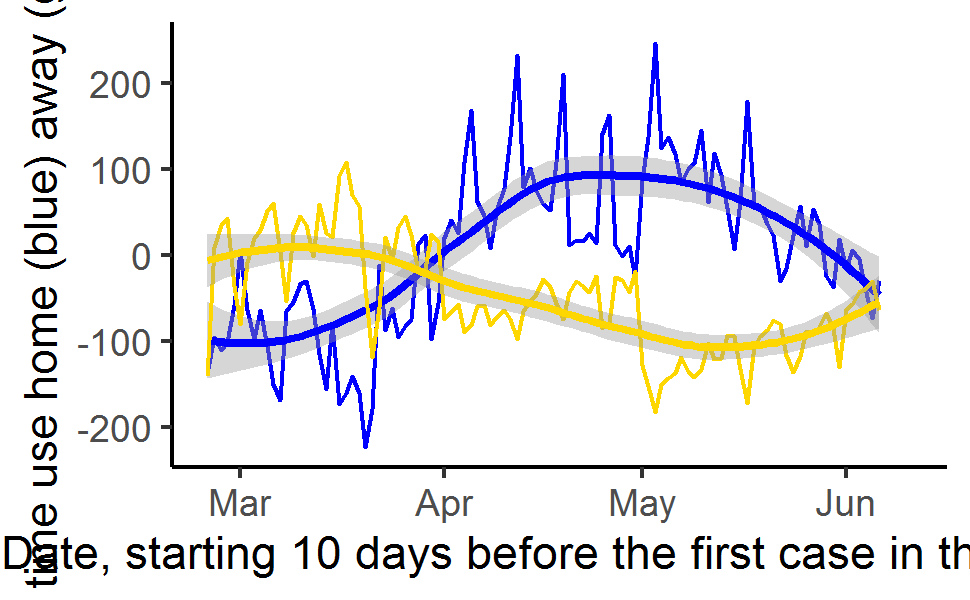 time use home (blue) away (
200
100
0
-100
-200
Mar Apr May Jun
Date, starting 10 days before the first case in th